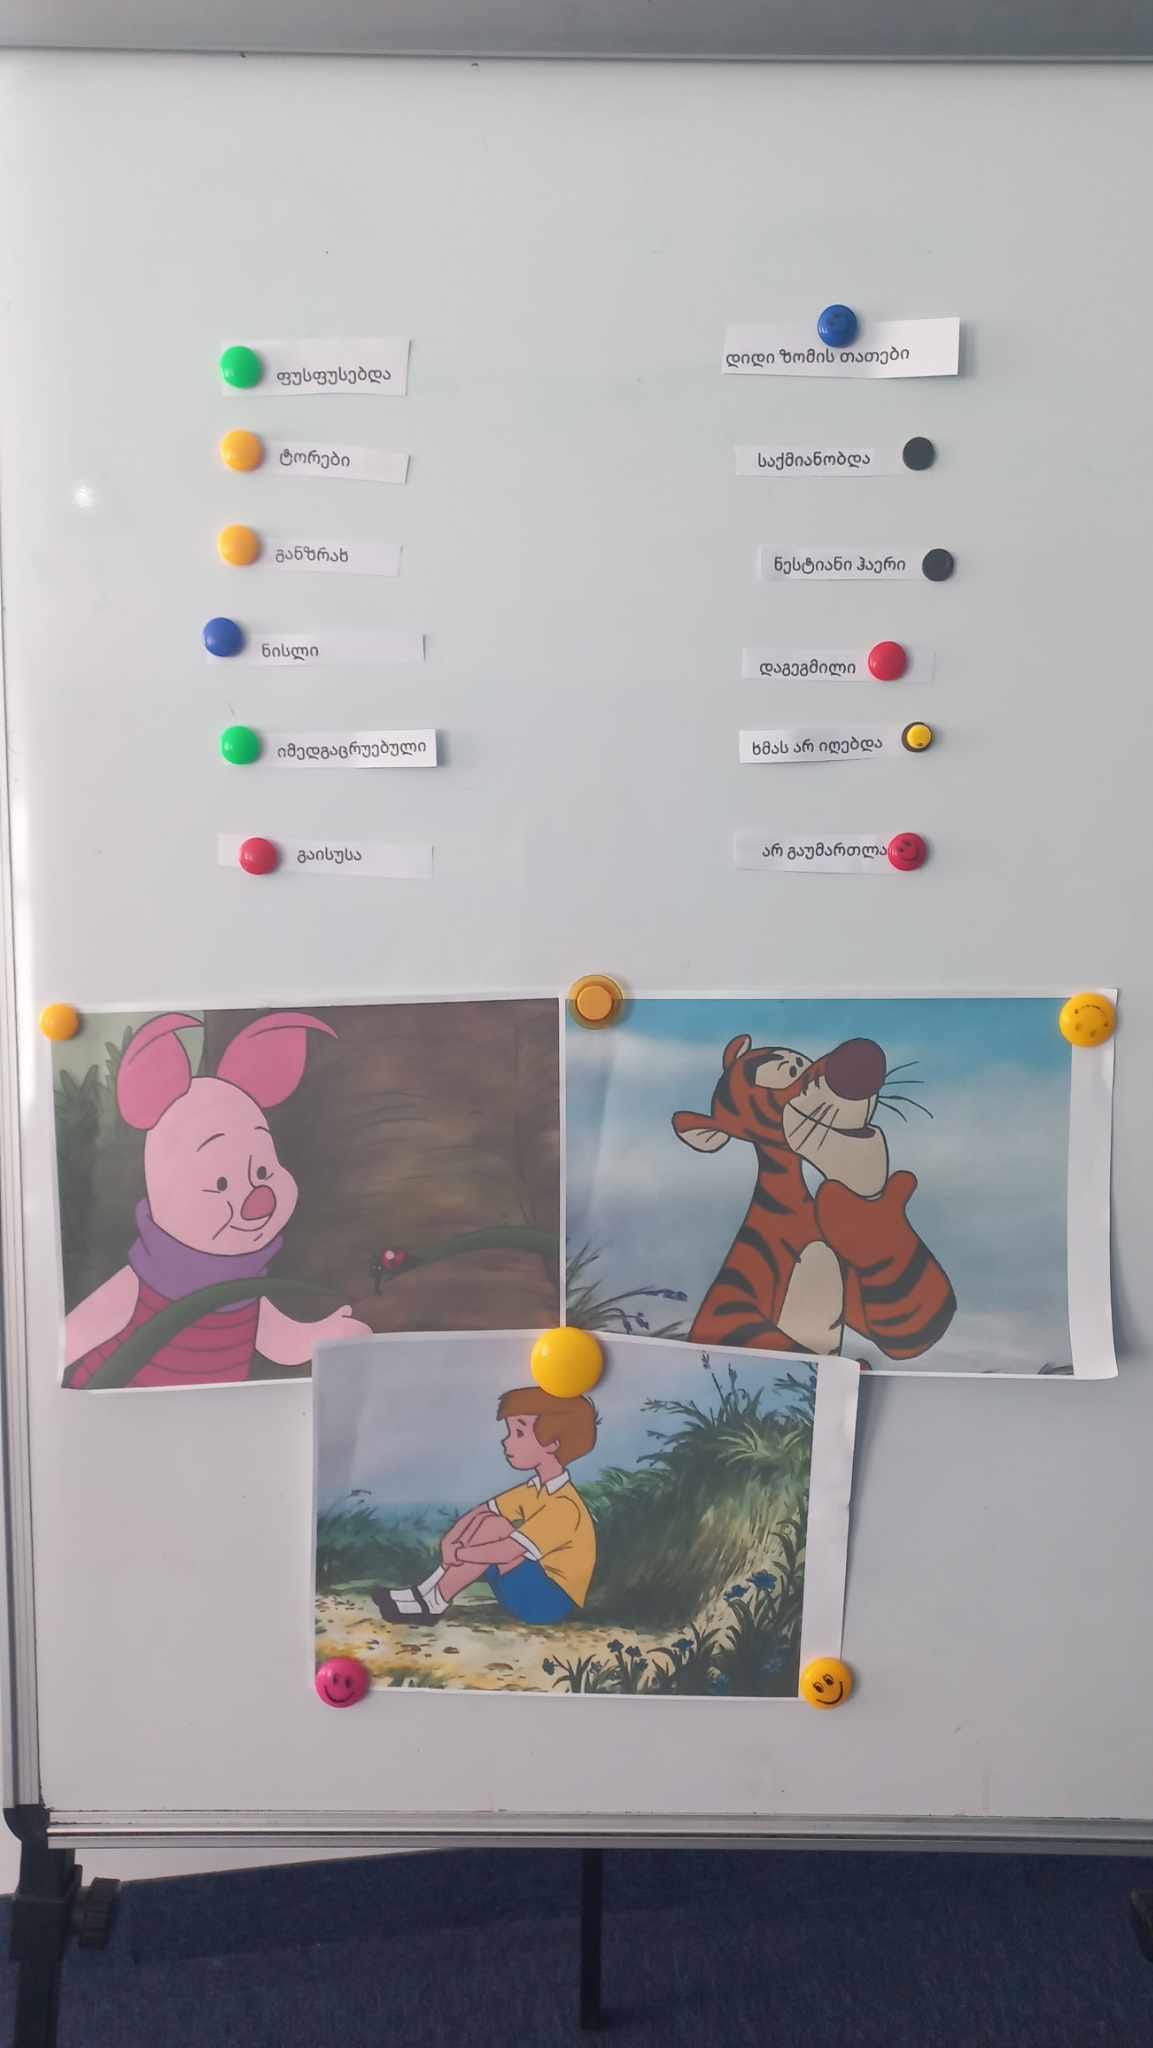 ფუსფუსებდა
ტორები
განზრახ
ნისლი
იმედგაცრუებული
გაისუსა
დიდი ზომის თათები
საქმიანობდა
ნესტიანი ჰაერი
დაგეგმილი
ხმას არ იღებდა
არ გაუმართლა